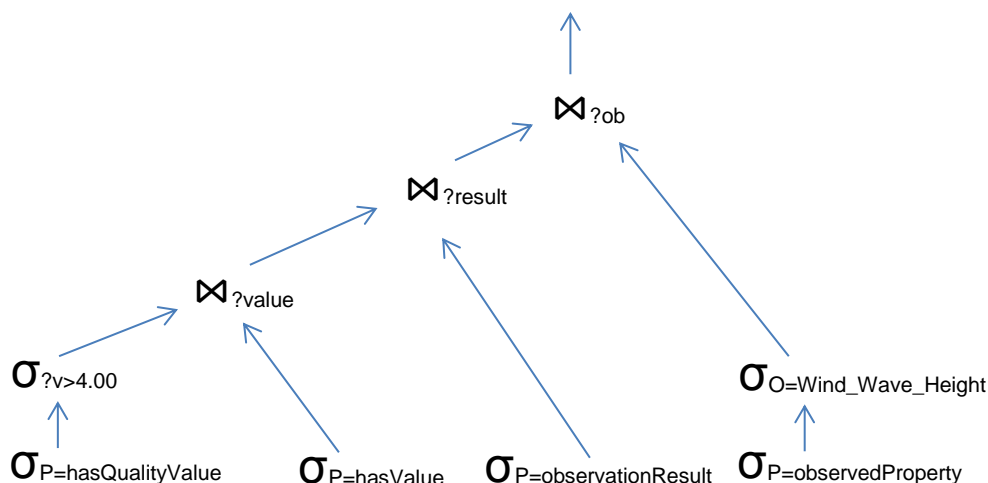 ⋈ ?ob
⋈ ?result
⋈ ?value
σ?v>4.00
σO=Wind_Wave_Height
σP=hasQualityValue
σP=hasValue
σP=observationResult
σP=observedProperty